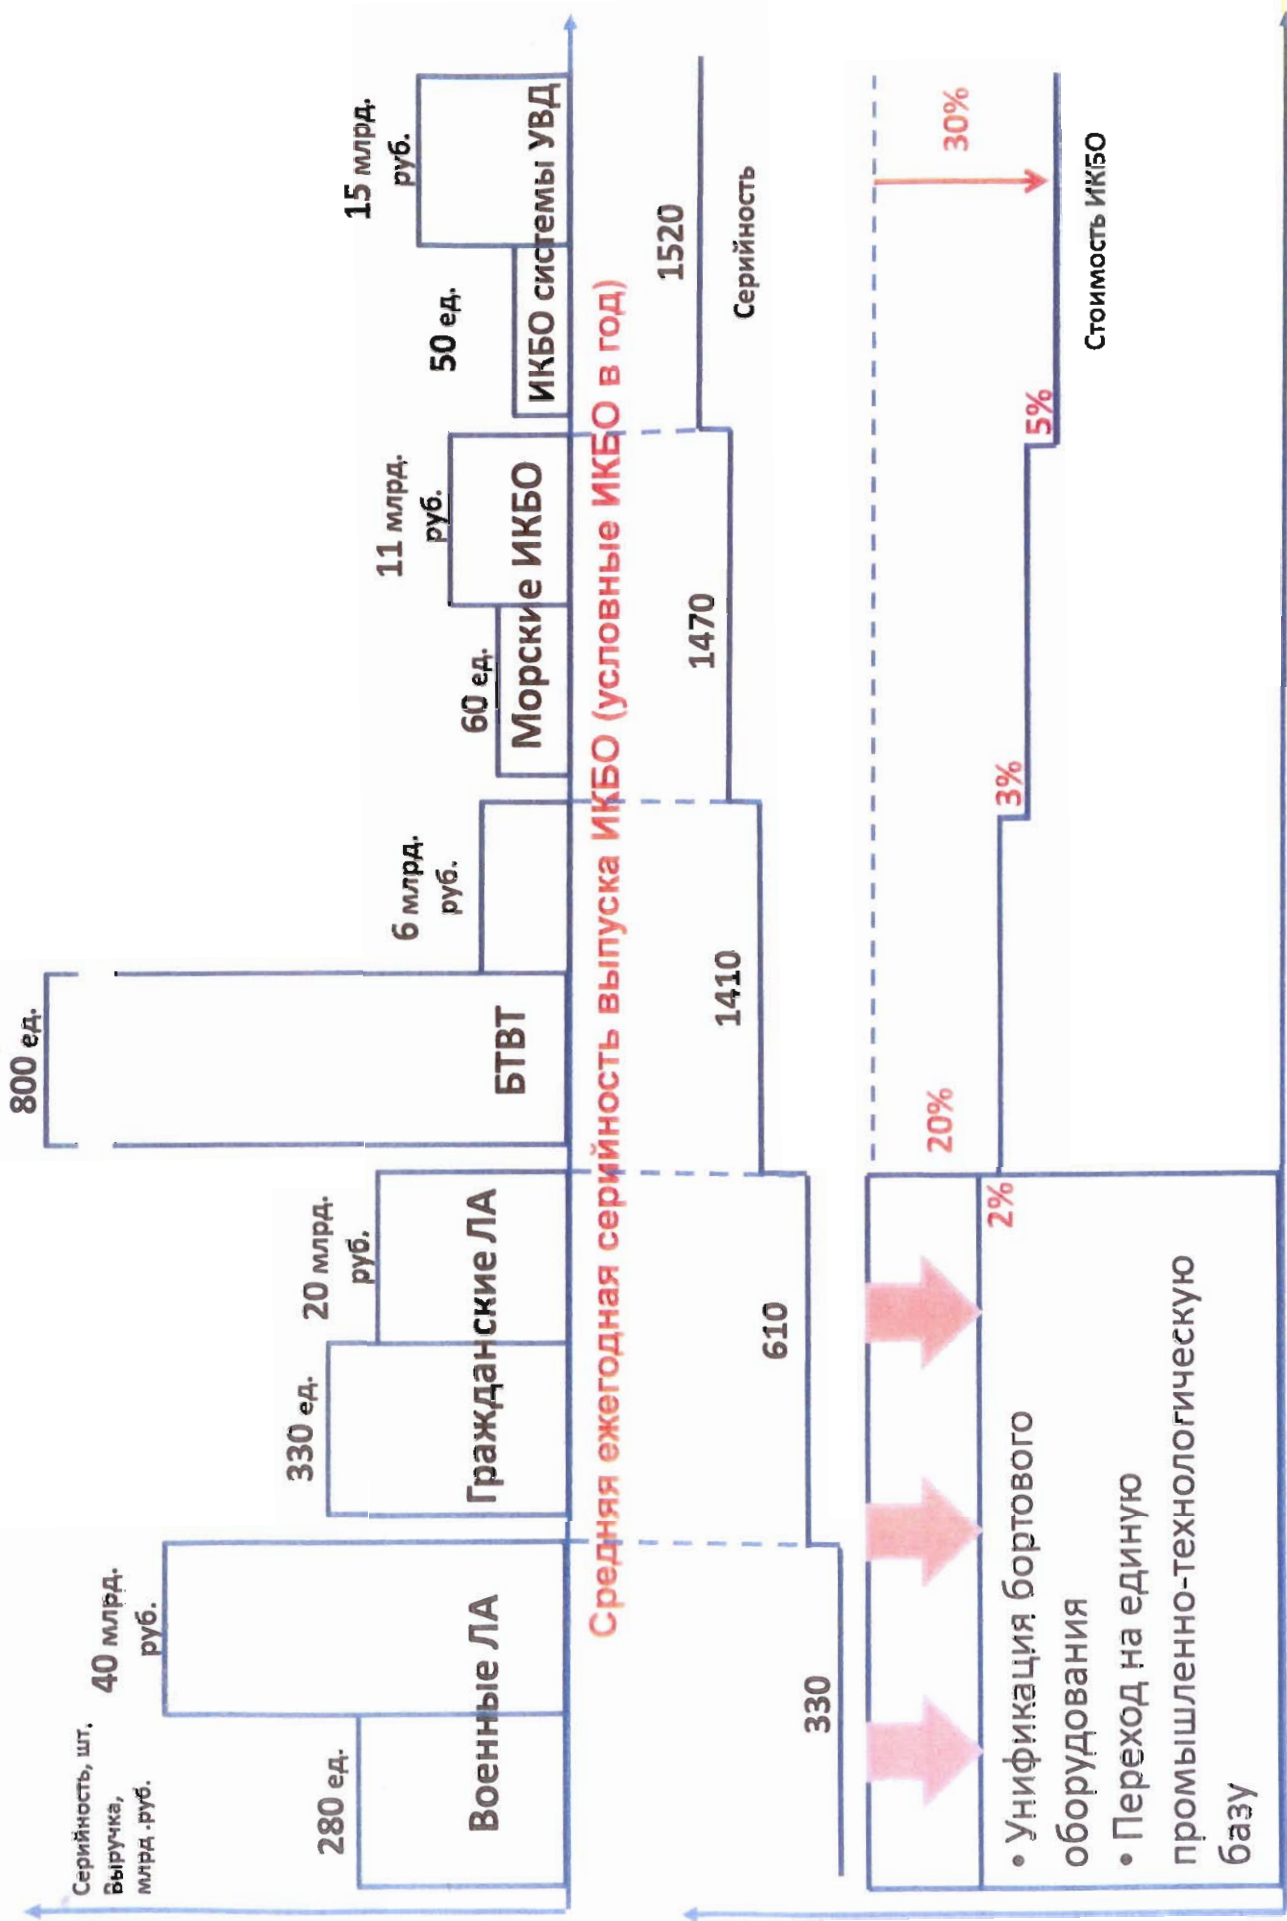 Серийность, шт.
Выручка,
млрд.руб.
280 ед.
40 млрд.
руб.
Военные ЛА
330 ед.
20 млрд.
руб.
Гражданские ЛА
800 ед.
БТВТ
6 млрд.
руб.
60 ед.
11 млрд.
руб.
Морские ИКБО
50 ед.
15 млрд.
руб.
ИКБО системы УВД
Средняя ежегодная серийность выпуска ИКБО (условные ИКБО в год)
330
610
1410
1470
1520
Серийность
2%
20%
3%
5%
30%
Стоимость ИКБО
• Унификация бортового
оборудования
• Переход на единую
промышленно-технологическую
базу